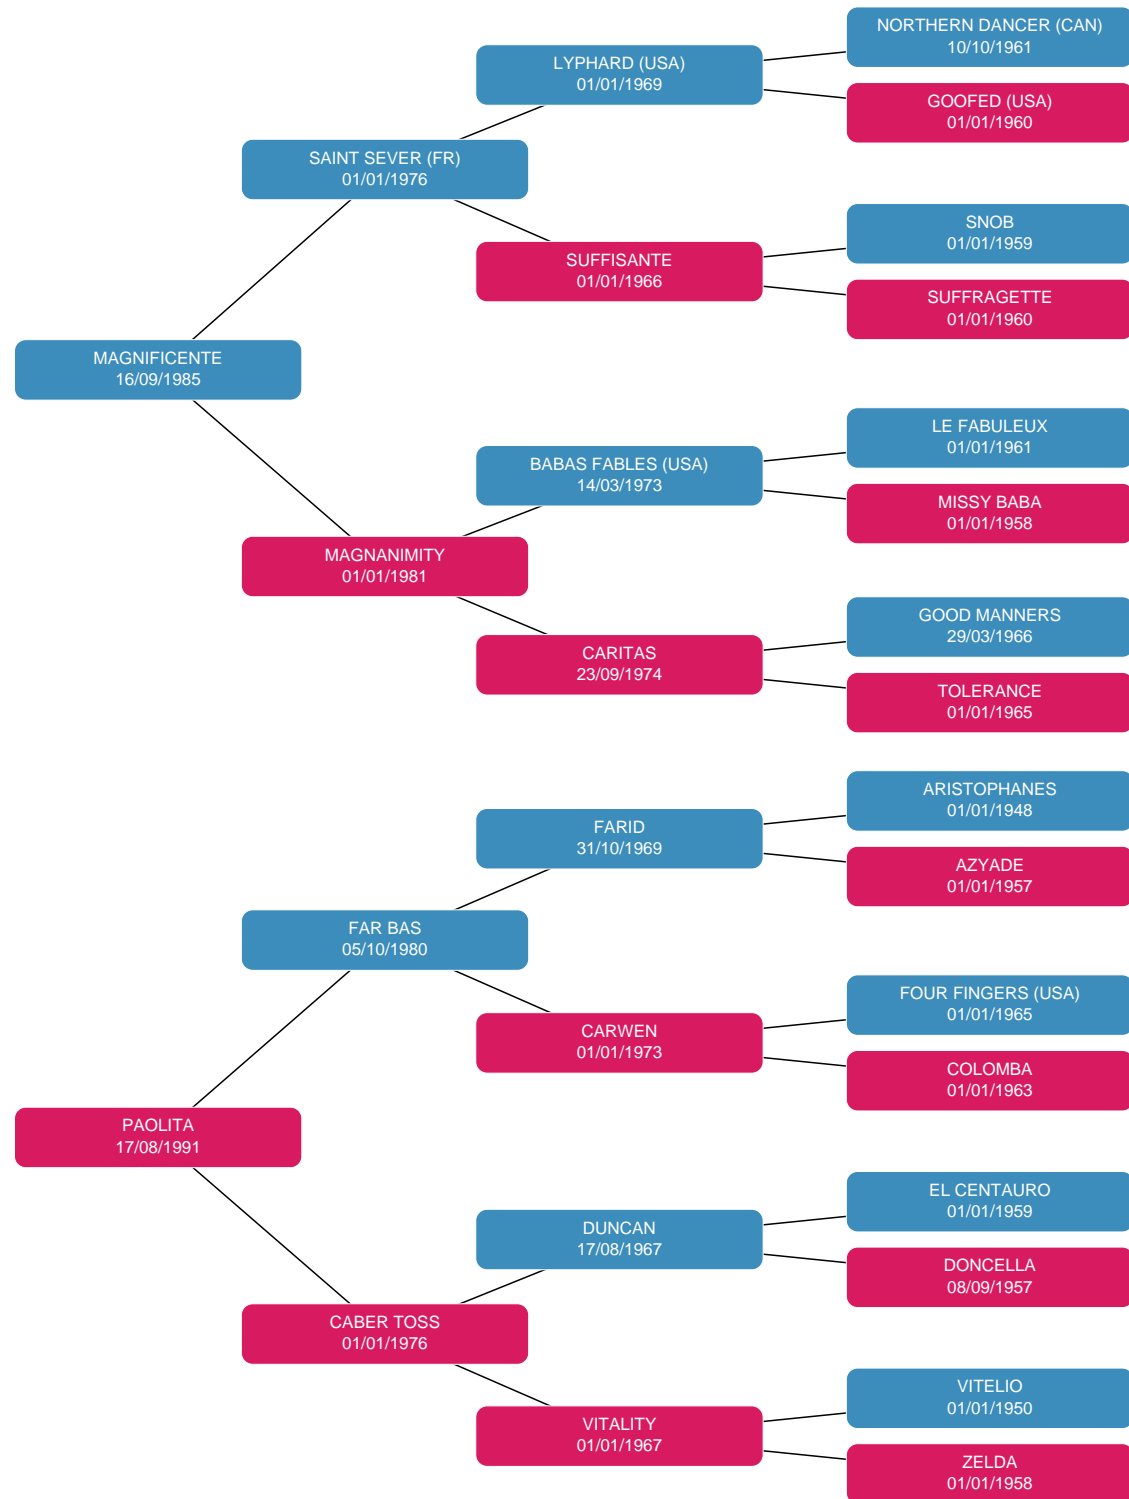 NORTHERN DANCER (CAN)
10/10/1961
LYPHARD (USA)
01/01/1969
GOOFED (USA)
01/01/1960
SAINT SEVER (FR)
01/01/1976
SNOB
01/01/1959
SUFFISANTE
01/01/1966
SUFFRAGETTE
01/01/1960
MAGNIFICENTE
16/09/1985
LE FABULEUX
01/01/1961
BABAS FABLES (USA)
14/03/1973
MISSY BABA
01/01/1958
MAGNANIMITY
01/01/1981
GOOD MANNERS
29/03/1966
CARITAS
23/09/1974
TOLERANCE
01/01/1965
ARISTOPHANES
01/01/1948
FARID
31/10/1969
AZYADE
01/01/1957
FAR BAS
05/10/1980
FOUR FINGERS (USA)
01/01/1965
CARWEN
01/01/1973
COLOMBA
01/01/1963
PAOLITA
17/08/1991
EL CENTAURO
01/01/1959
DUNCAN
17/08/1967
DONCELLA
08/09/1957
CABER TOSS
01/01/1976
VITELIO
01/01/1950
VITALITY
01/01/1967
ZELDA
01/01/1958